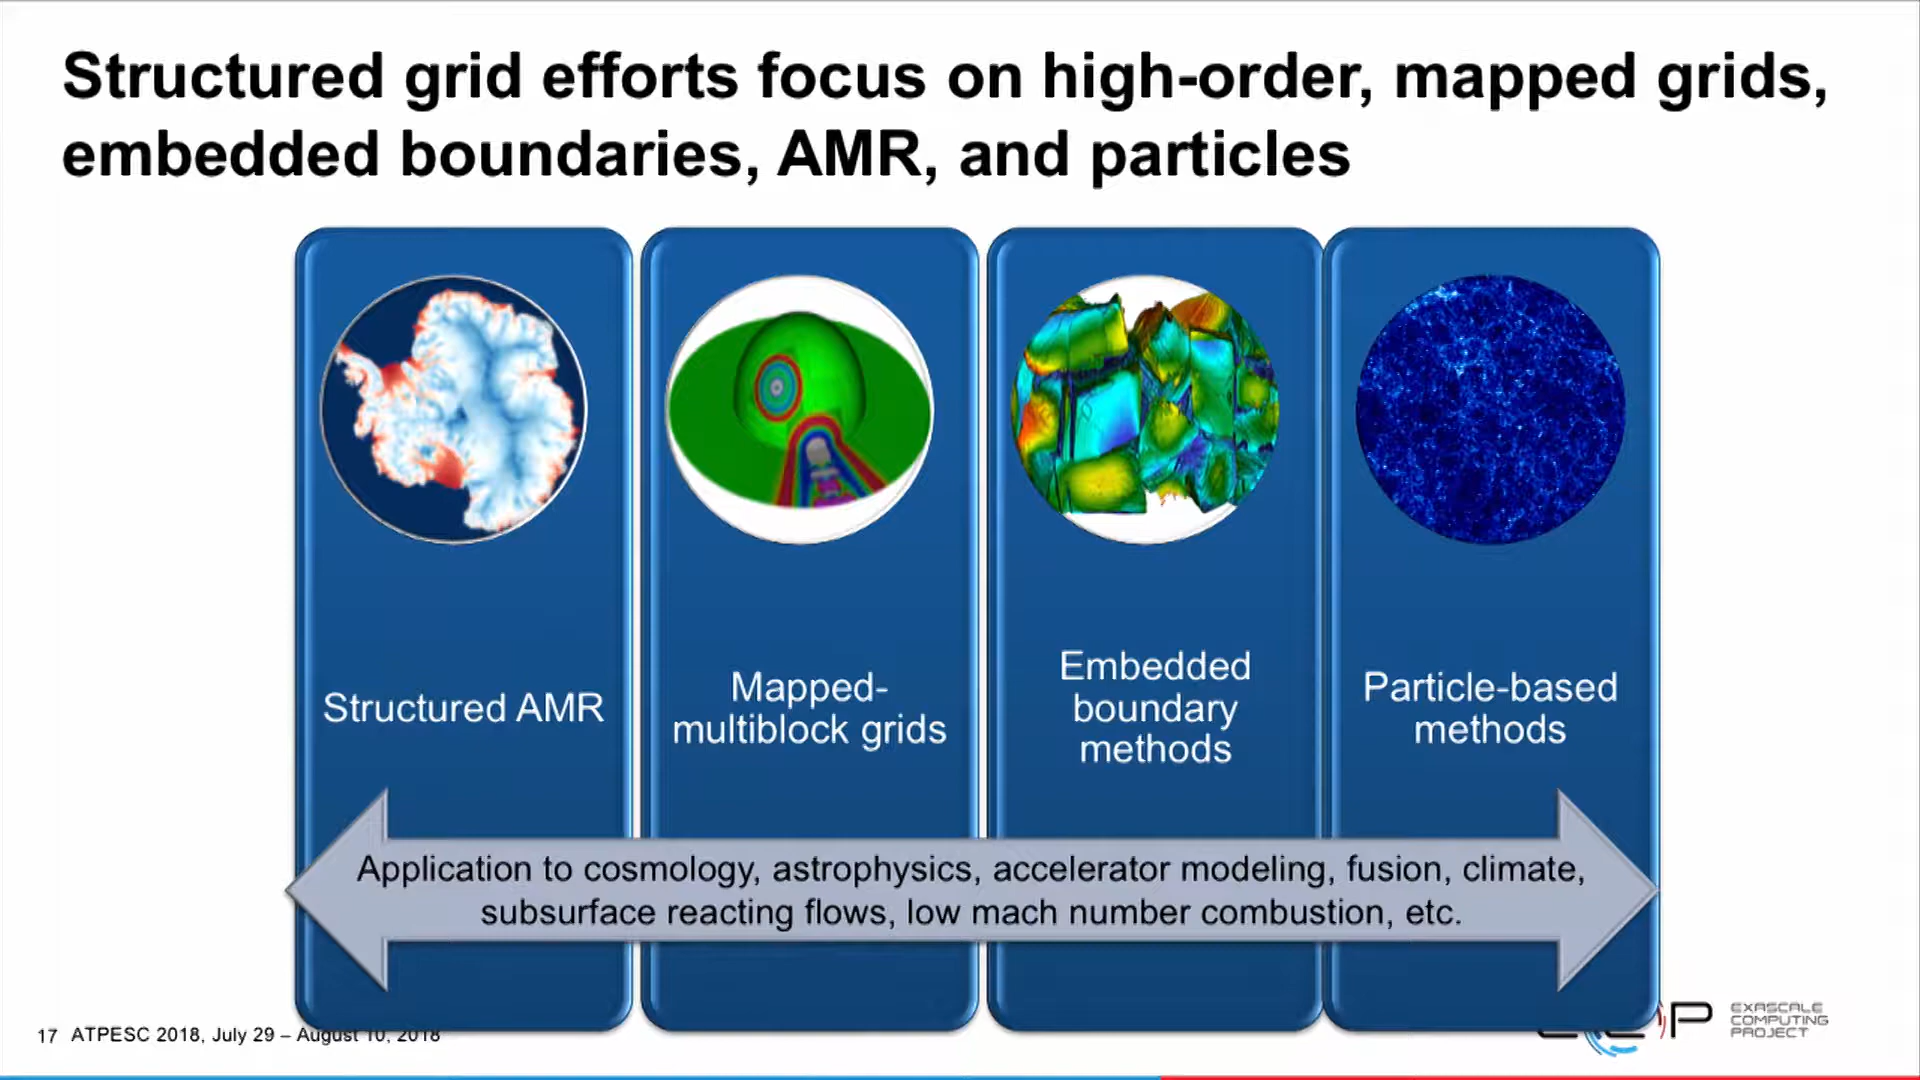 Structured grid efforts focus on high-order, mapped grids,
embedded boundaries, AMR, and particles
Structured AMR
Mapped-
multiblock grids
Embedded
boundary
methods
Particle-based
methods
Application to cosmology, astrophysics, accelerator modeling, fusion, climate,
subsurface reacting flows, low mach number combustion, etc.
17 ATPESC 2018, July 29 – August 10, 2018
EXASCALE
COMPUTING
PROJECT